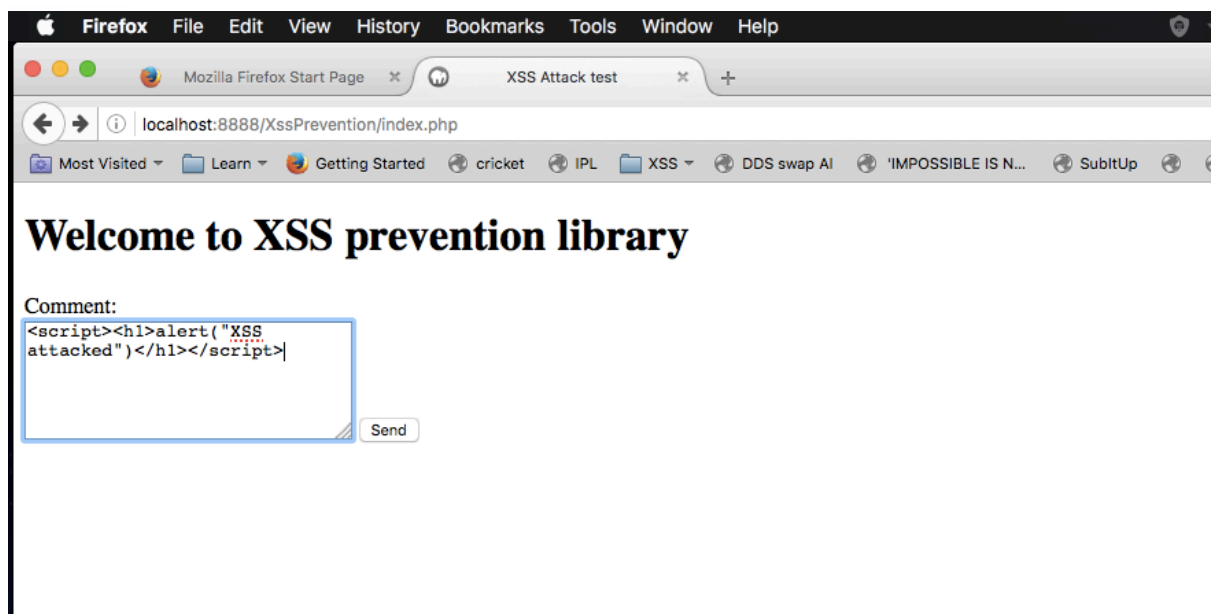 Firefox File Edit View History Bookmarks Tools Window Help
Mozilla Firefox Start Page XSS Attack test
localhost:8888/XssPrevention/index.php
Most Visited Learn Getting Started cricket IPL XSS DDS swap AI 'IMPOSSIBLE IS N... SubItUp
Welcome to XSS prevention library
Comment:
<script><h1>alert("XSS
attacked")</h1></script>
Send